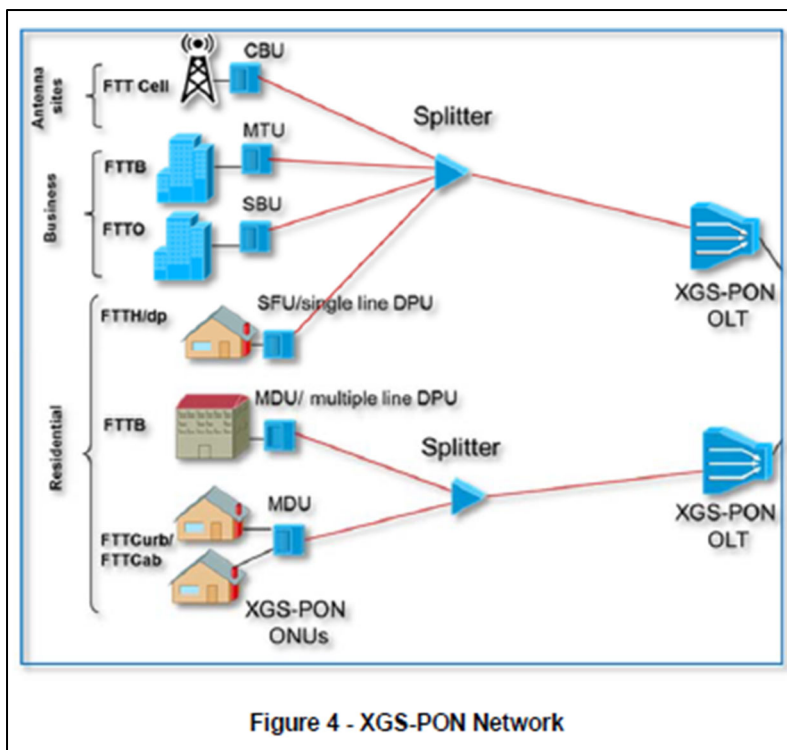 CBU
Antenna
sites
FTT Cell
Splitter
MTU
FTTB
Business
SBU
FTTO
XGS-PON
OLT
SFU/single line DPU
FTTH/dp
MDU/ multiple line DPU
FTTB
Residential
Splitter
MDU
FTTCurb/
FTTCab
XGS-PON
OLT
XGS-PON
ONUs
Figure 4 - XGS-PON Network